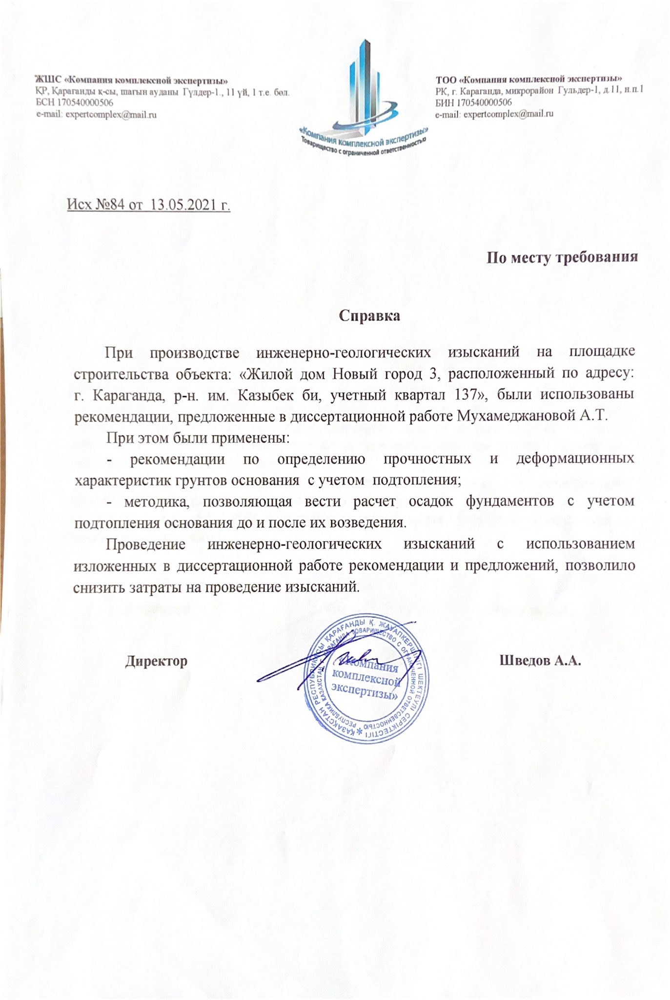 ЖШС «Компания комплексной экспертизы»
ҚР, Қарағанды қ-сы, шағын ауданы Гүлдер-1., 11 үй, 1 т.е. бөл.
БСН 170540000506
e-mail: expertcomplex@mail.ru
«Компания комплексной экспертизы»
Товарищество с ограниченной ответственностью
ТОО «Компания комплексной экспертизы»
РК, г. Караганда, микрорайон Гульдер-1, д.11, н.п.1
БИН 170540000506
e-mail: expertcomplex@mail.ru
Исх №84 от 13.05.2021 г.
По месту требования
Справка
При производстве инженерно-геологических изысканий на площадке
строительства объекта: «Жилой дом Новый город 3, расположенный по адресу:
г. Караганда, р-н. им. Казыбек би, учетный квартал 137», были использованы
рекомендации, предложенные в диссертационной работе Мухамеджановой А.Т.
При этом были применены:
- рекомендации по определению прочностных и деформационных
характеристик грунтов основания с учетом подтопления;
- методика, позволяющая вести расчет осадок фундаментов с учетом
подтопления основания до и после их возведения.
Проведение инженерно-геологических изысканий с использованием
изложенных в диссертационной работе рекомендации и предложений, позволило
снизить затраты на проведение изысканий.
Директор
Шведов А.А.
ҚАЗАҚСТАН РЕСПУБЛИКАСЫ ҚАРАҒАНДЫ Қ. ЖАУАПКЕРШІЛІГІ ШЕКТЕУЛІ СЕРІКТЕСТІГІ
РЕСПУБЛИКА КАЗАХСТАН Г. КАРАГАНДА ТОВАРИЩЕСТВО С ОГРАНИЧЕННОЙ ОТВЕТСВЕННОСТЬЮ
«Компания
комплексной
экспертизы»